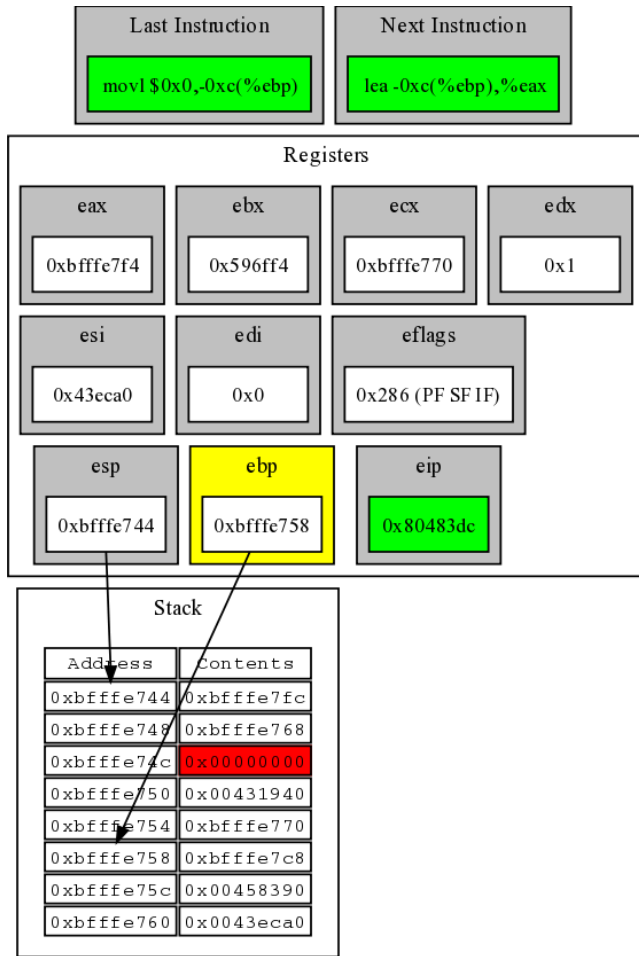 Last Instruction Next Instruction
movl $0x0,-0xc(%ebp) lea -0xc(%ebp),%eax
Registers
eax ebx ecx edx
0xbfffe7f4 0x596ff4 0xbfffe770 0x1
esi edi eflags
0x43eca0 0x0 0x286 (PF SF IF)
esp ebp eip
0xbfffe744 0xbfffe758 0x80483dc
Stack
Address Contents
0xbfffe744 0xbfffe7fc
0xbfffe748 0xbfffe768
0xbfffe74c 0x00000000
0xbfffe750 0x00431940
0xbfffe754 0xbfffe770
0xbfffe758 0xbfffe7c8
0xbfffe75c 0x00458390
0xbfffe760 0x0043eca0